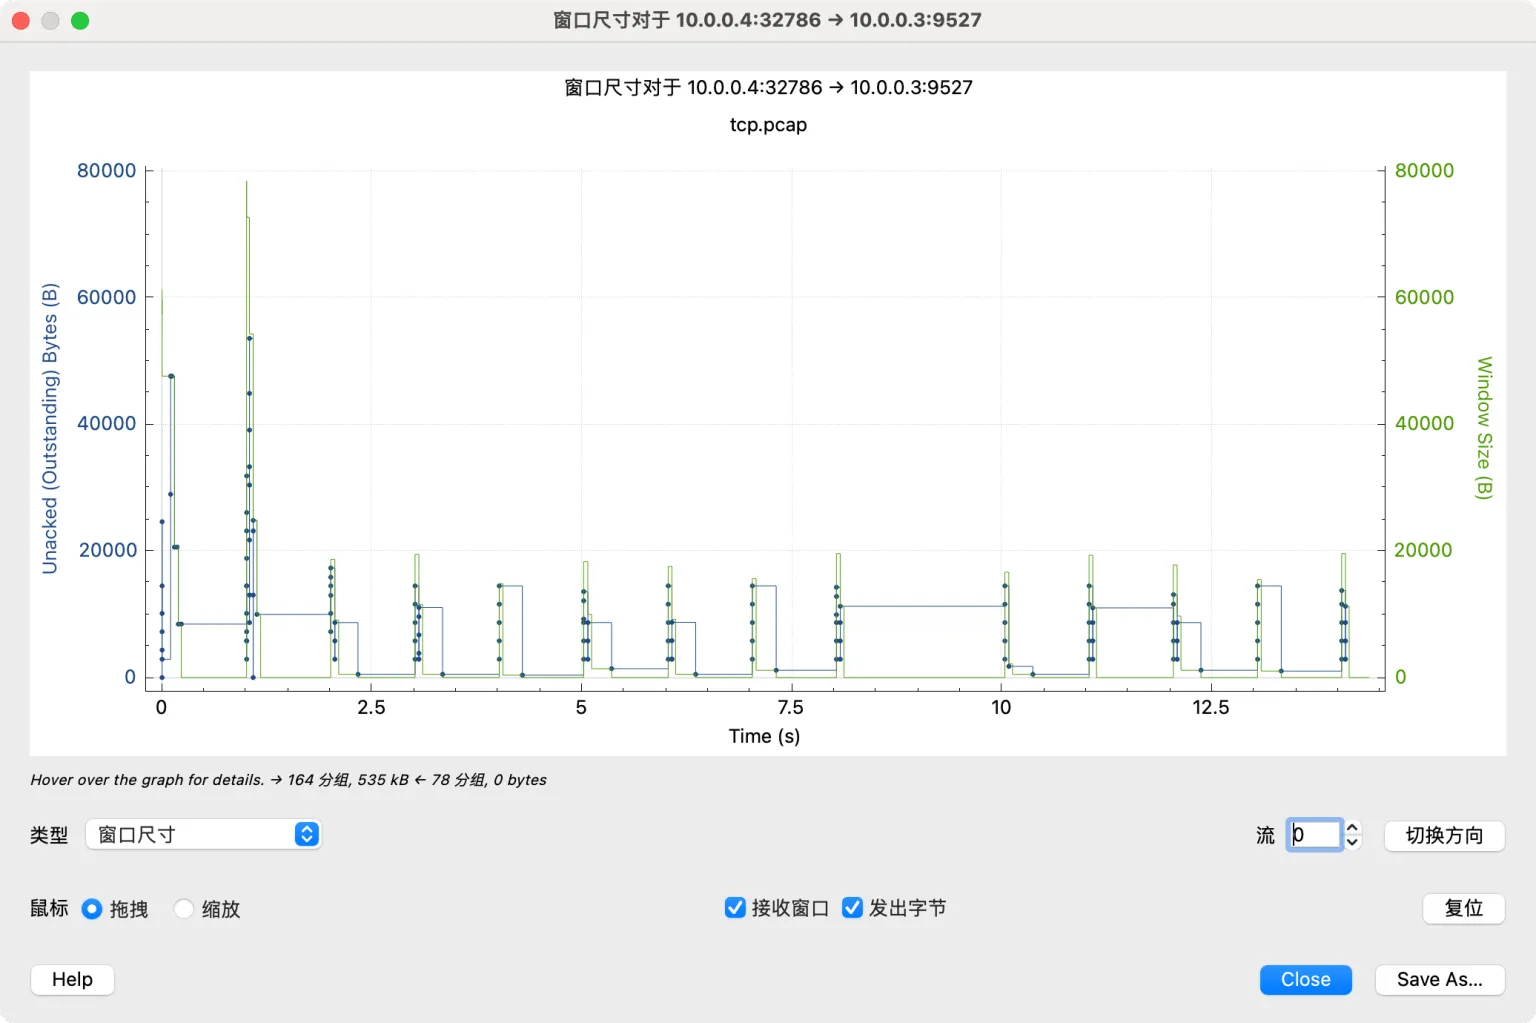 窗口尺寸对于 10.0.0.4:32786 → 10.0.0.3:9527
窗口尺寸对于 10.0.0.4:32786 → 10.0.0.3:9527
tcp.pcap
Unacked (Outstanding) Bytes (B)
80000
60000
40000
20000
0
80000
60000
40000
20000
0
Window Size (B)
0 2.5 5 7.5 10 12.5
Time (s)
Hover over the graph for details. → 164 分组, 535 kB ← 78 分组, 0 bytes
类型 窗口尺寸 流 0 切换方向
鼠标 拖拽 缩放 接收窗口 发出字节 复位
Help Close Save As...